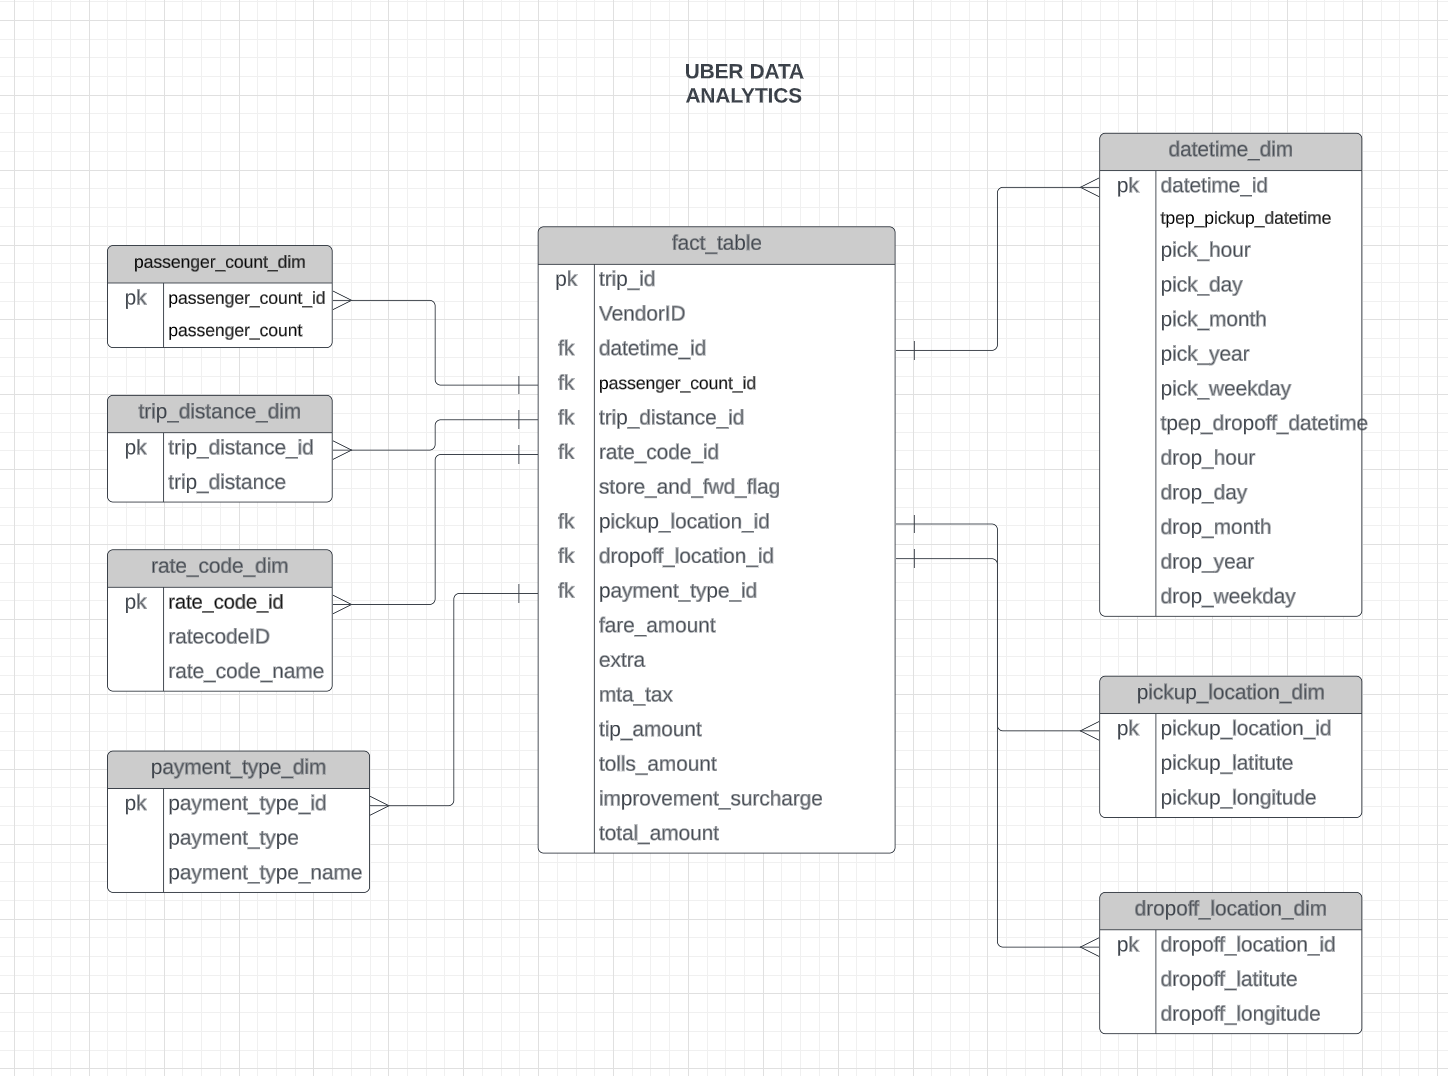 UBER DATA
ANALYTICS
passenger_count_dim
pk passenger_count_id
passenger_count
trip_distance_dim
pk trip_distance_id
trip_distance
rate_code_dim
pk rate_code_id
ratecodeID
rate_code_name
payment_type_dim
pk payment_type_id
payment_type
payment_type_name
fact_table
pk trip_id
VendorID
fk datetime_id
fk passenger_count_id
fk trip_distance_id
fk rate_code_id
store_and_fwd_flag
fk pickup_location_id
fk dropoff_location_id
fk payment_type_id
fare_amount
extra
mta_tax
tip_amount
tolls_amount
improvement_surcharge
total_amount
datetime_dim
pk datetime_id
tpep_pickup_datetime
pick_hour
pick_day
pick_month
pick_year
pick_weekday
tpep_dropoff_datetime
drop_hour
drop_day
drop_month
drop_year
drop_weekday
pickup_location_dim
pk pickup_location_id
pickup_latitute
pickup_longitude
dropoff_location_dim
pk dropoff_location_id
dropoff_latitute
dropoff_longitude